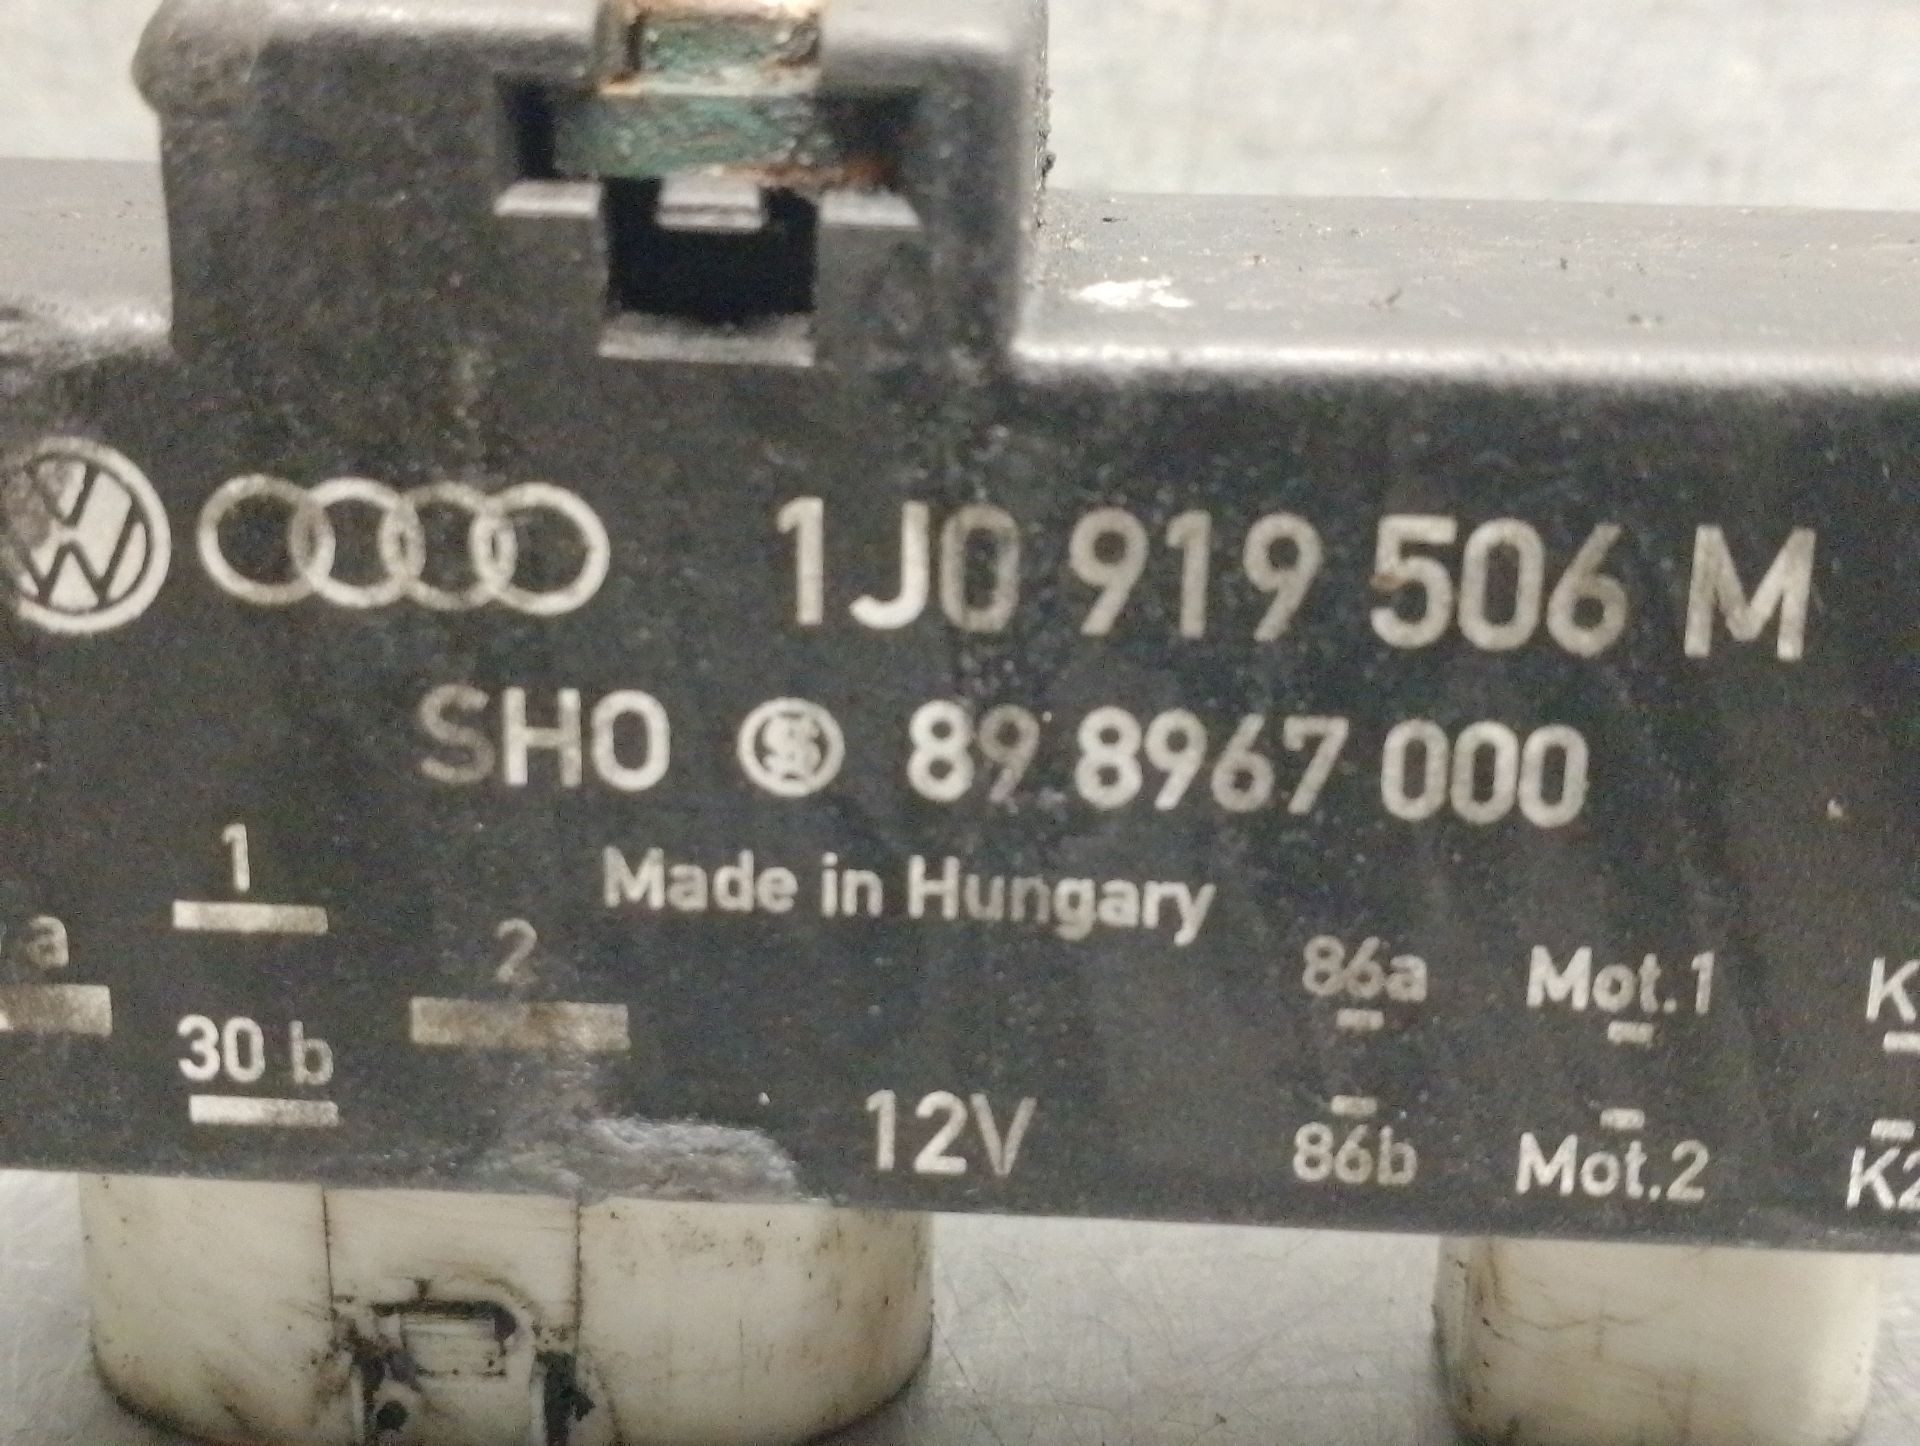 1J0 919 506 M
SHO 89 8967 000
Made in Hungary
1
a
2
30 b
12V
86a Mot.1 K
86b Mot.2 K2